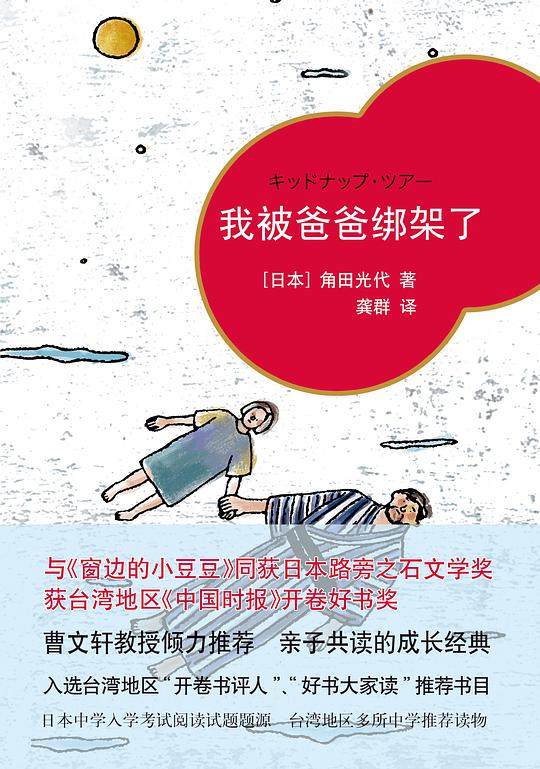 キッドナップ・ツアー
我被爸爸绑架了
［日本］ 角田光代 著
龚群 译
与《窗边的小豆豆》同获日本路旁之石文学奖
获台湾地区《中国时报》开卷好书奖
曹文轩教授倾力推荐　亲子共读的成长经典
入选台湾地区“开卷书评人”、“好书大家读”推荐书目
日本中学入学考试阅读试题题源　台湾地区多所中学推荐读物